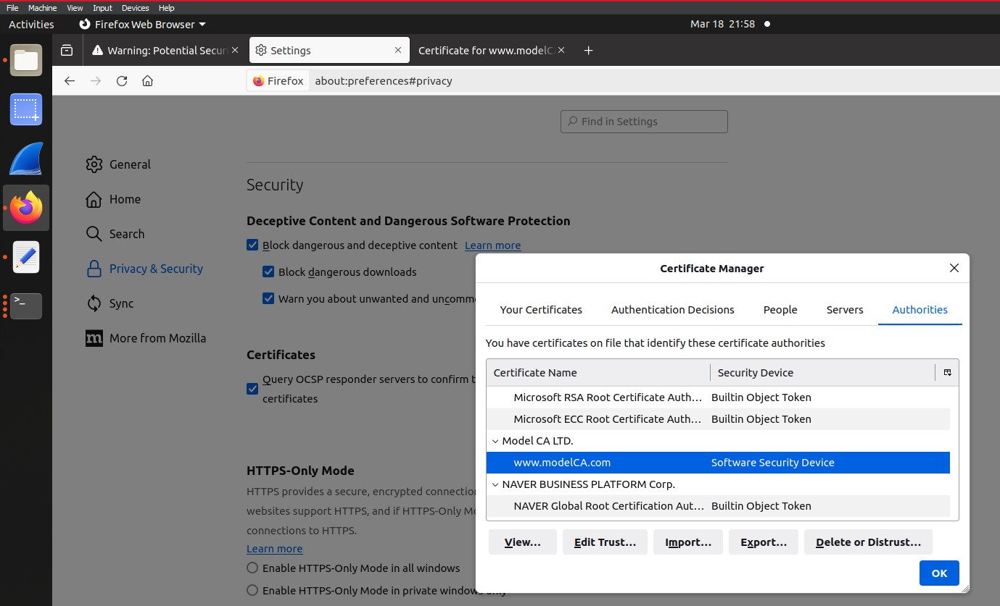 File Machine View Input Devices Help
Activities Firefox Web Browser Mar 18 21:58
Warning: Potential Securi Settings Certificate for www.modelC
Firefox about:preferences#privacy
Find in Settings
General
Home
Search
Privacy & Security
Sync
More from Mozilla
Security
Deceptive Content and Dangerous Software Protection
Block dangerous and deceptive content Learn more
Block dangerous downloads
Warn you about unwanted and uncomm
Certificates
Query OCSP responder servers to confirm t
certificates
HTTPS-Only Mode
HTTPS provides a secure, encrypted connection
websites support HTTPS, and if HTTPS-Only Mo
connections to HTTPS.
Learn more
Enable HTTPS-Only Mode in all windows
Enable HTTPS-Only Mode in private windows only
Certificate Manager
Your Certificates Authentication Decisions People Servers Authorities
You have certificates on file that identify these certificate authorities
Certificate Name Security Device
Microsoft RSA Root Certificate Auth… Builtin Object Token
Microsoft ECC Root Certificate Auth… Builtin Object Token
Model CA LTD.
www.modelCA.com Software Security Device
NAVER BUSINESS PLATFORM Corp.
NAVER Global Root Certification Aut… Builtin Object Token
View… Edit Trust… Import… Export… Delete or Distrust…
OK